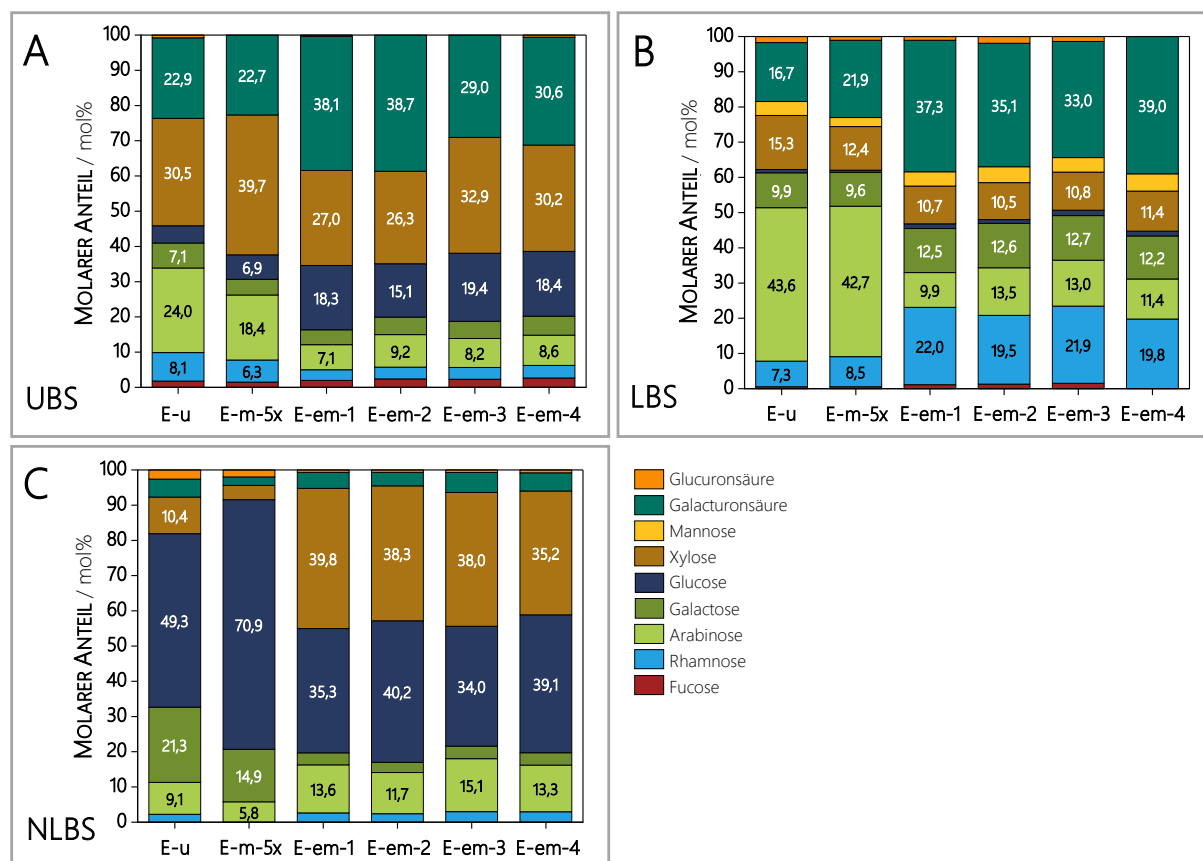 A
MOLARER ANTEIL / mol%
100
90
80
70
60
50
40
30
20
10
0
22,9 22,7 38,1 38,7 29,0 30,6
30,5 39,7 27,0 26,3 32,9 30,2
6,9 18,3 15,1 19,4 18,4
7,1
24,0 18,4 7,1 9,2 8,2 8,6
8,1 6,3
UBS
E-u E-m-5x E-em-1 E-em-2 E-em-3 E-em-4
B
MOLARER ANTEIL / mol%
100
90
80
70
60
50
40
30
20
10
0
16,7 21,9 37,3 35,1 33,0 39,0
15,3 12,4 10,7 10,5 10,8 11,4
9,9 9,6 12,5 12,6 12,7 12,2
43,6 42,7 9,9 13,5 13,0 11,4
7,3 8,5 22,0 19,5 21,9 19,8
LBS
E-u E-m-5x E-em-1 E-em-2 E-em-3 E-em-4
C
MOLARER ANTEIL / mol%
100
90
80
70
60
50
40
30
20
10
0
10,4 39,8 38,3 38,0 35,2
49,3 70,9 35,3 40,2 34,0 39,1
21,3 14,9
9,1 5,8 13,6 11,7 15,1 13,3
NLBS
E-u E-m-5x E-em-1 E-em-2 E-em-3 E-em-4
Glucuronsäure
Galacturonsäure
Mannose
Xylose
Glucose
Galactose
Arabinose
Rhamnose
Fucose